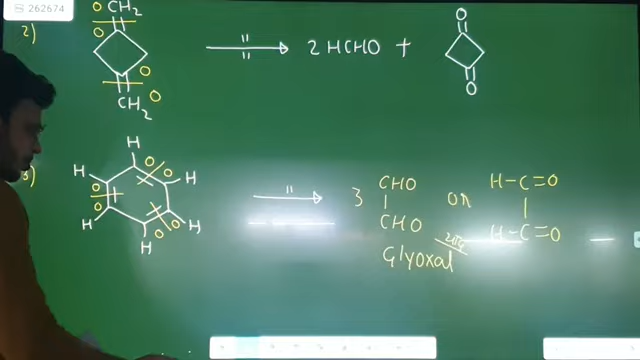 262674
O CH₂ O
2)
O
CH₂ O
"
"
2 HCHO +
O
O
3)
H
H O O H
O O
H O O H
H
"
3 CHO
CHO
or
H-C=O
H-C=O
Glyoxal